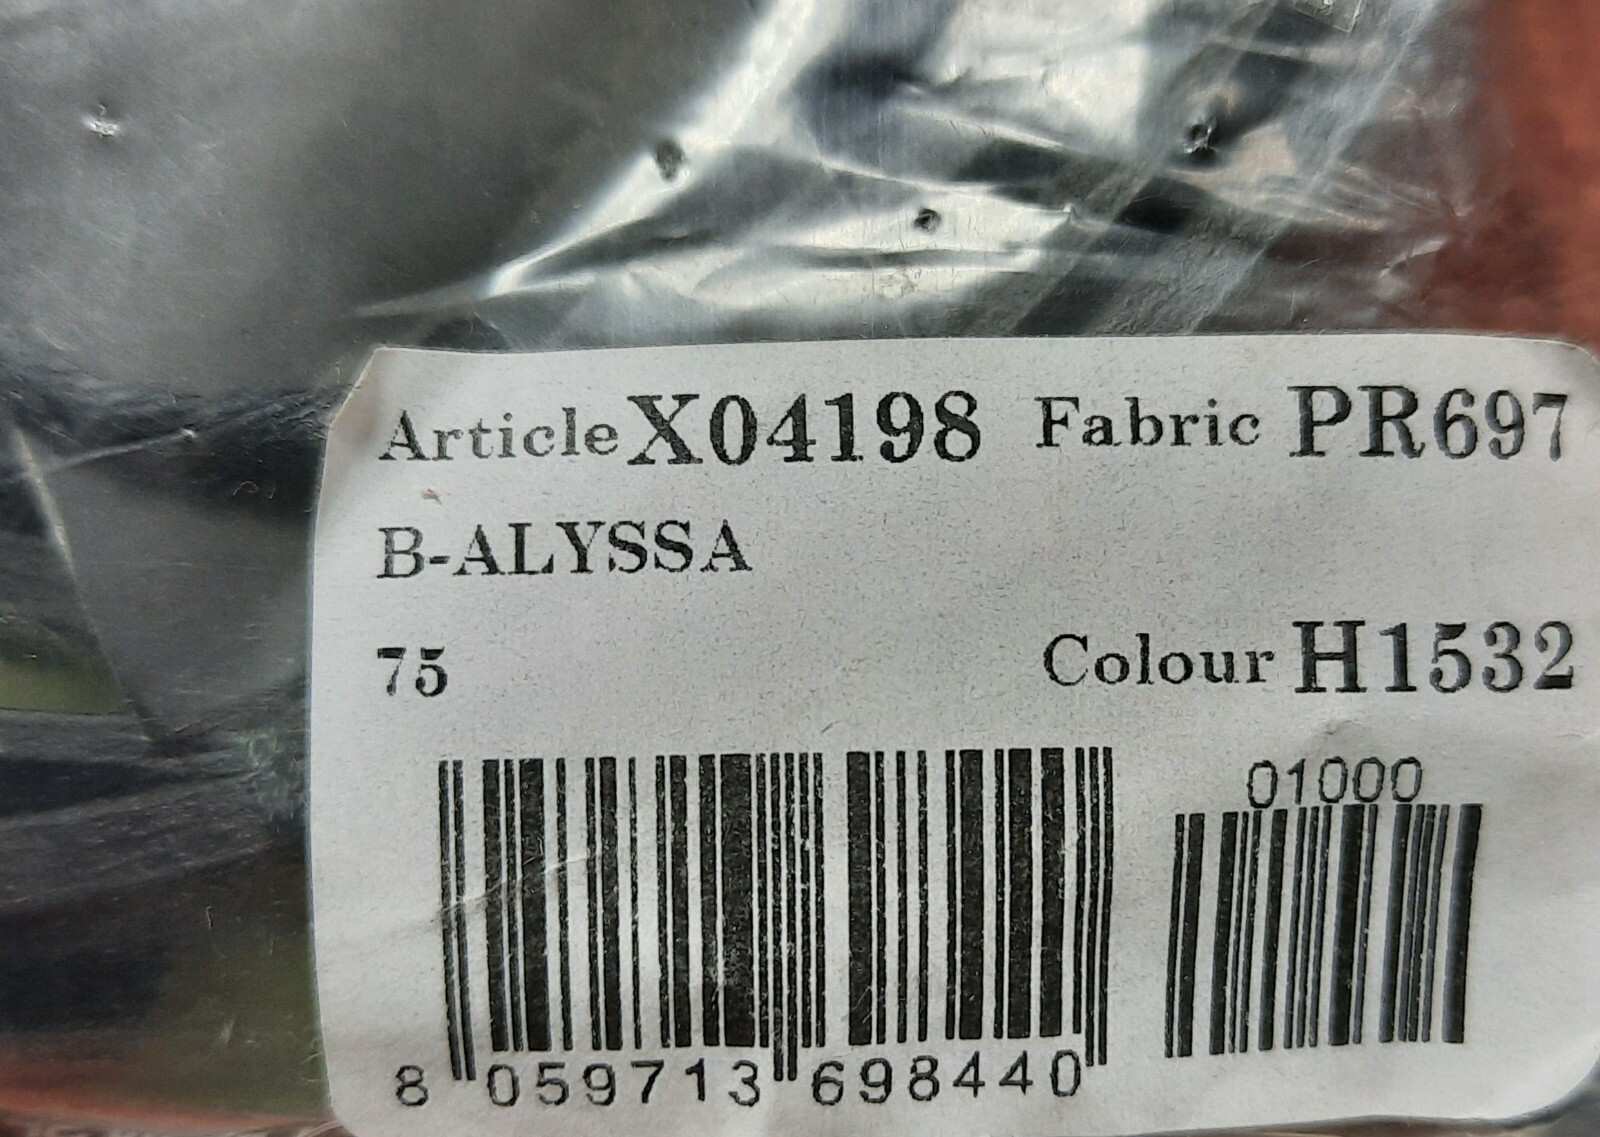 Article X04198 Fabric PR697
B-ALYSSA
75 Colour H1532
01000
8 059713 698440